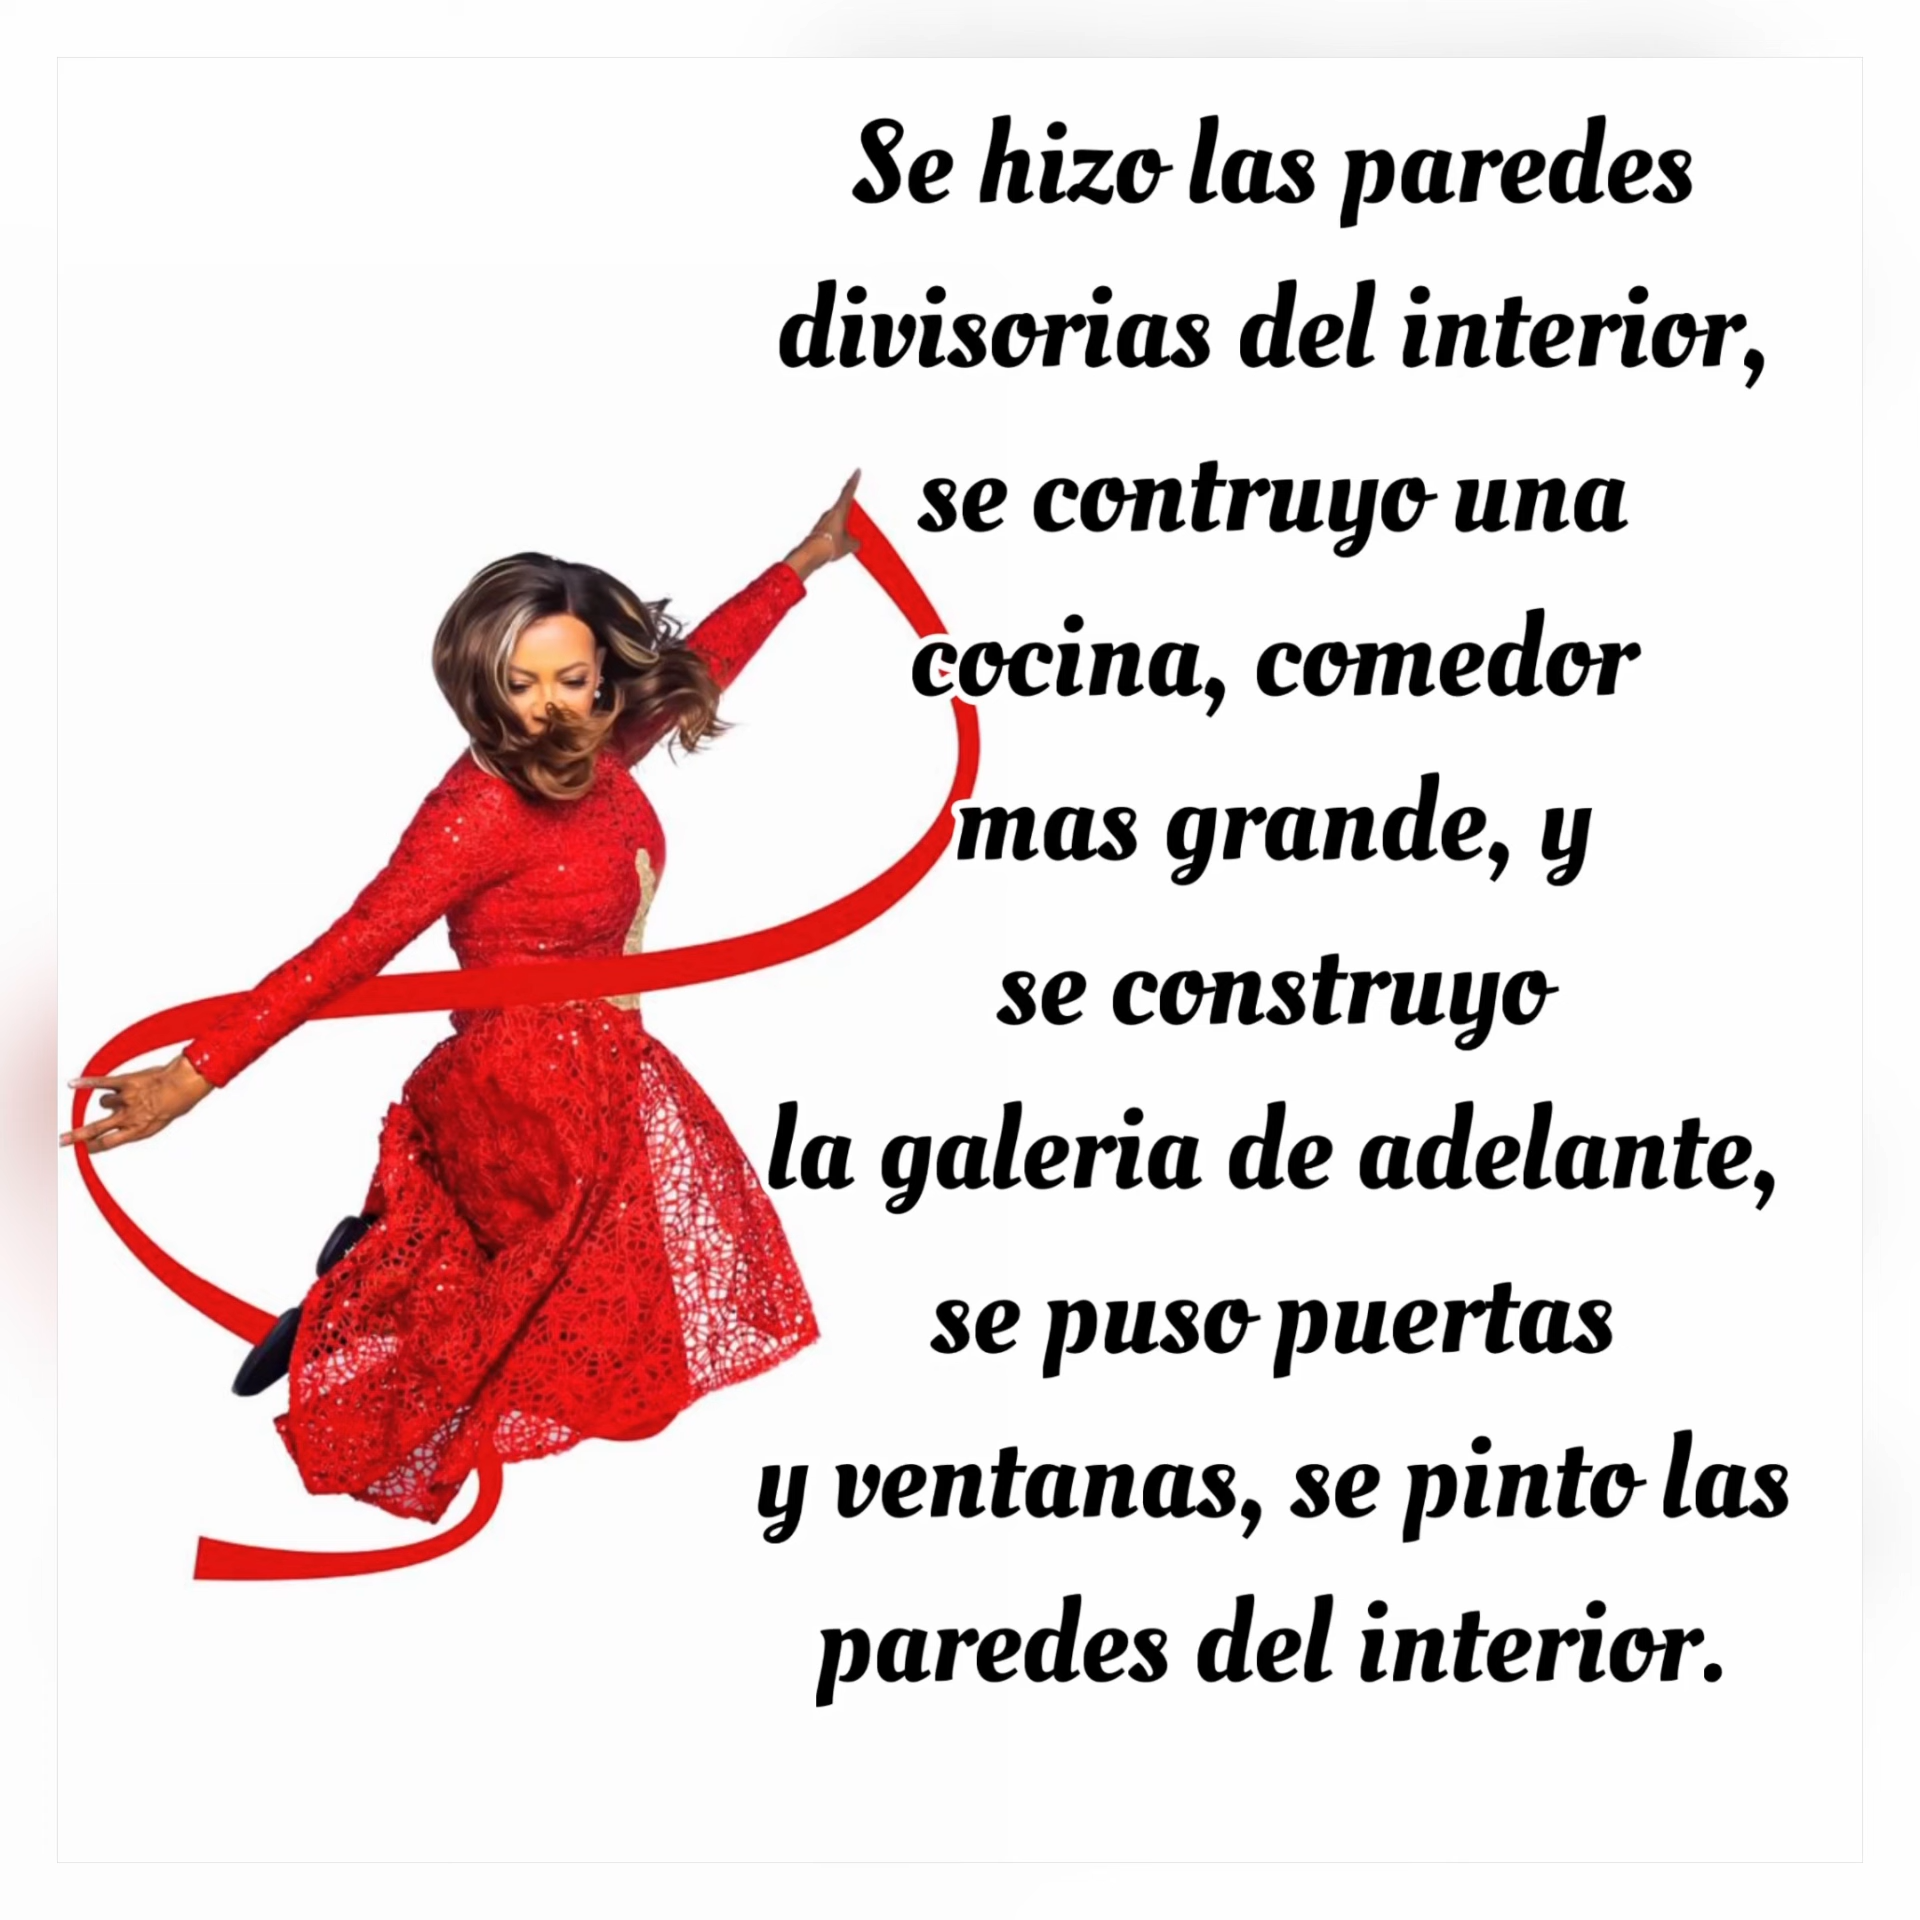 Se hizo las paredes
divisorias del interior,
se contruyo una
cocina, comedor
mas grande, y
se construyo
la galeria de adelante,
se puso puertas
y ventanas, se pinto las
paredes del interior.